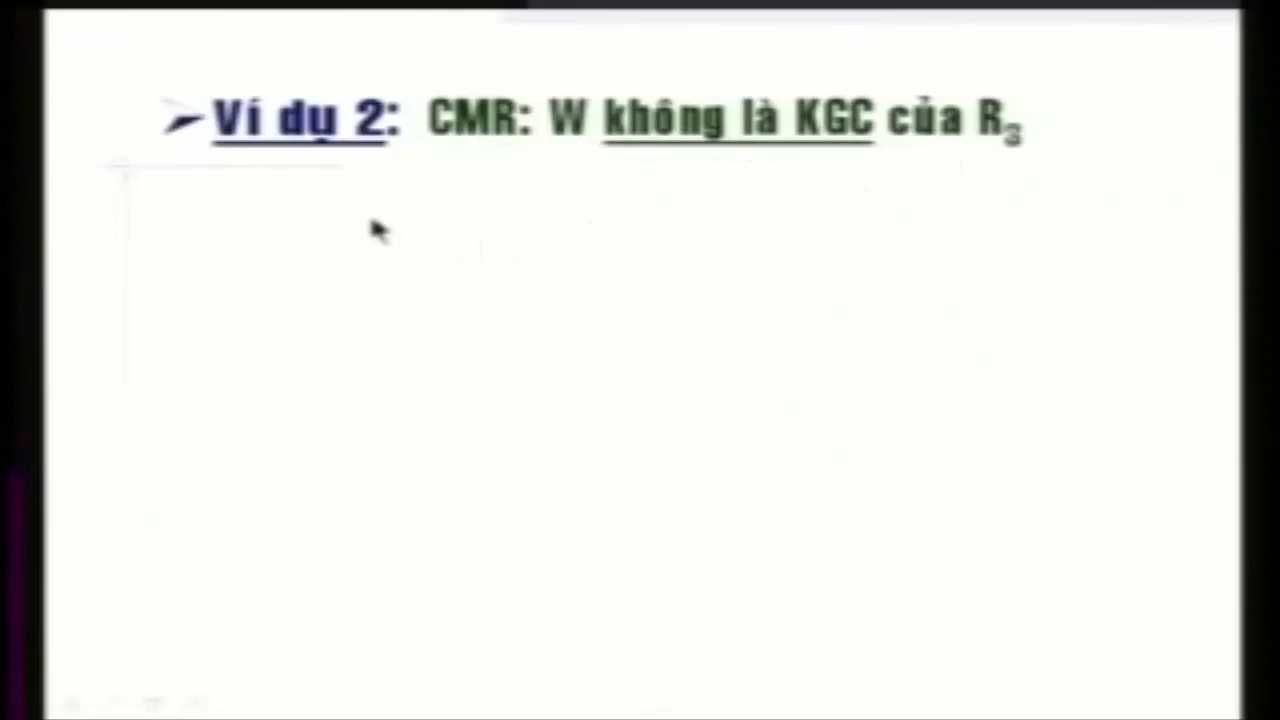 Ví dụ 2: CMR: W không là KGC của R₃